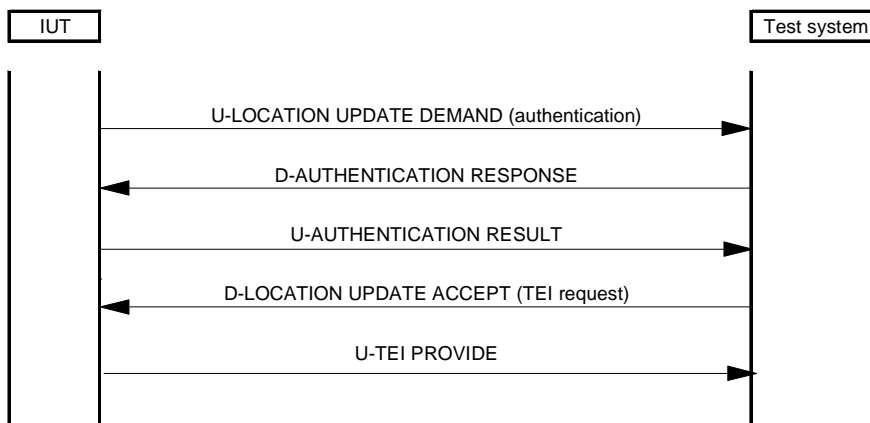 IUT
Test system
U-LOCATION UPDATE DEMAND (authentication)
D-AUTHENTICATION RESPONSE
U-AUTHENTICATION RESULT
D-LOCATION UPDATE ACCEPT (TEI request)
U-TEI PROVIDE